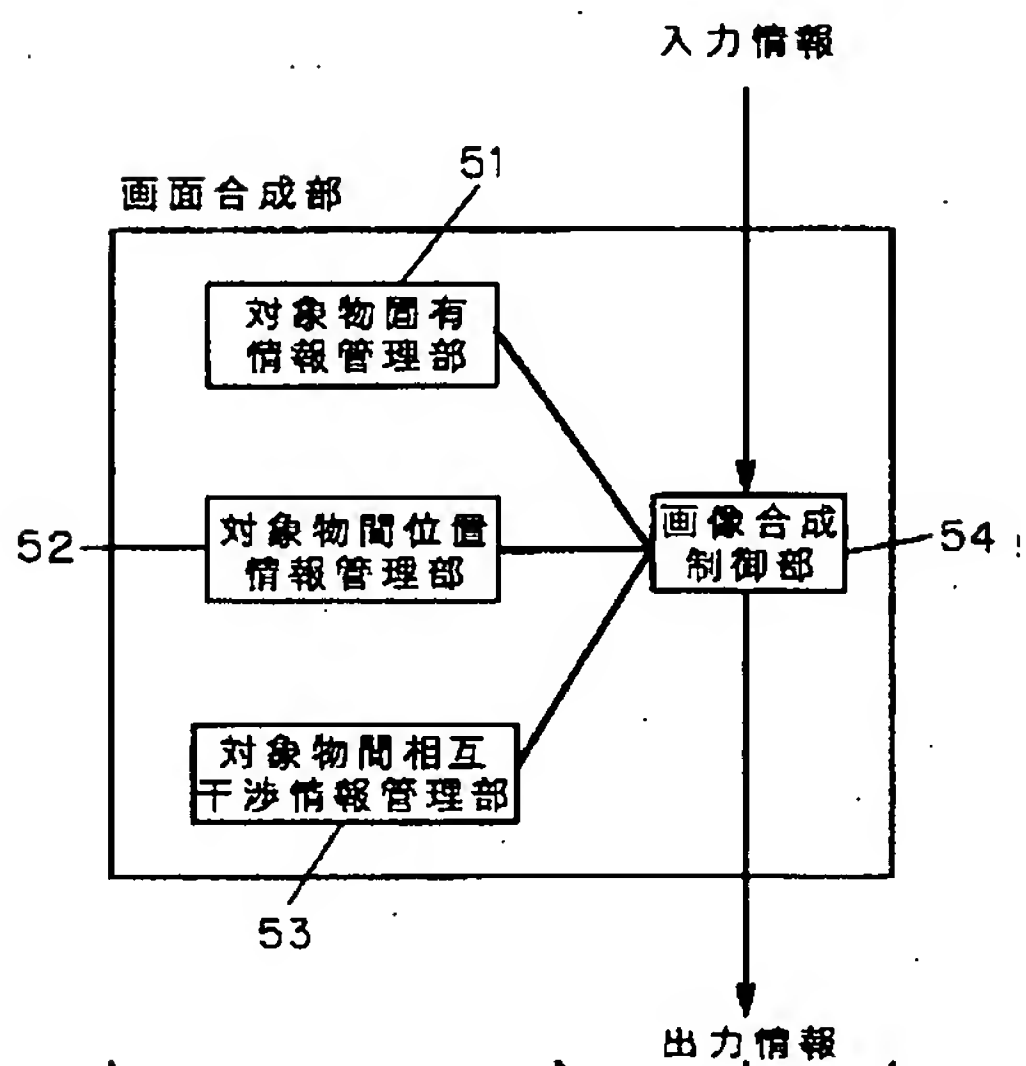 入力情報
51
画面合成部
対象物固有
情報管理部
52
対象物間位置
情報管理部
画像合成
制御部
54
対象物間相互
干渉情報管理部
53
出力情報